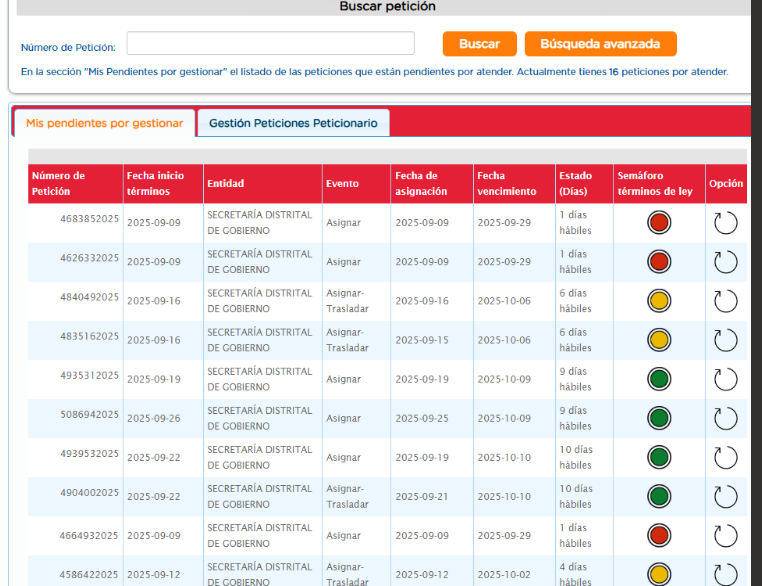 Buscar petición
Número de Petición:
Buscar
Búsqueda avanzada
En la sección "Mis Pendientes por gestionar" el listado de las peticiones que están pendientes por atender. Actualmente tienes 16 peticiones por atender.
Mis pendientes por gestionar
Gestión Peticiones Peticionario
Número de Petición
Fecha inicio términos
Entidad
Evento
Fecha de asignación
Fecha vencimiento
Estado (Días)
Semáforo términos de ley
Opción
4683852025 2025-09-09 SECRETARÍA DISTRITAL DE GOBIERNO Asignar 2025-09-09 2025-09-29 1 días hábiles
4626332025 2025-09-09 SECRETARÍA DISTRITAL DE GOBIERNO Asignar 2025-09-09 2025-09-29 1 días hábiles
4840492025 2025-09-16 SECRETARÍA DISTRITAL DE GOBIERNO Asignar-Trasladar 2025-09-16 2025-10-06 6 días hábiles
4835162025 2025-09-16 SECRETARÍA DISTRITAL DE GOBIERNO Asignar-Trasladar 2025-09-15 2025-10-06 6 días hábiles
4935312025 2025-09-19 SECRETARÍA DISTRITAL DE GOBIERNO Asignar 2025-09-19 2025-10-09 9 días hábiles
5086942025 2025-09-26 SECRETARÍA DISTRITAL DE GOBIERNO Asignar 2025-09-25 2025-10-09 9 días hábiles
4939532025 2025-09-22 SECRETARÍA DISTRITAL DE GOBIERNO Asignar 2025-09-19 2025-10-10 10 días hábiles
4904002025 2025-09-22 SECRETARÍA DISTRITAL DE GOBIERNO Asignar-Trasladar 2025-09-21 2025-10-10 10 días hábiles
4664932025 2025-09-09 SECRETARÍA DISTRITAL DE GOBIERNO Asignar 2025-09-09 2025-09-29 1 días hábiles
4586422025 2025-09-12 SECRETARÍA DISTRITAL DE GOBIERNO Asignar-Trasladar 2025-09-12 2025-10-02 4 días hábiles